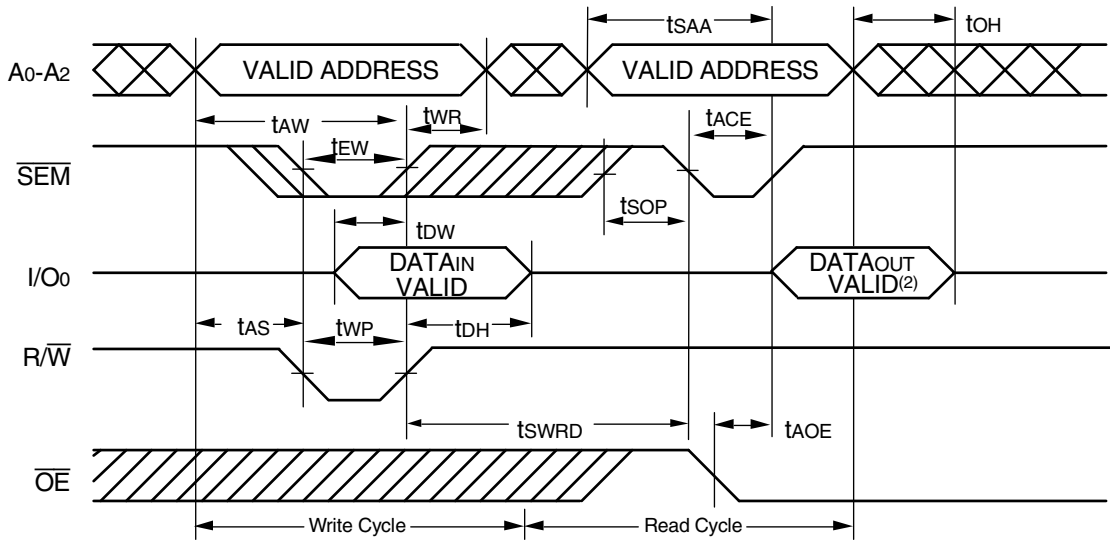 tSAA
tOH
A0-A2
VALID ADDRESS
VALID ADDRESS
tAW
tWR
tACE
tEW
SEM
tSOP
tDW
I/O0
DATAIN
VALID
DATAOUT
VALID(2)
tAS
tWP
tDH
R/W
tSWRD
tAOE
OE
Write Cycle
Read Cycle